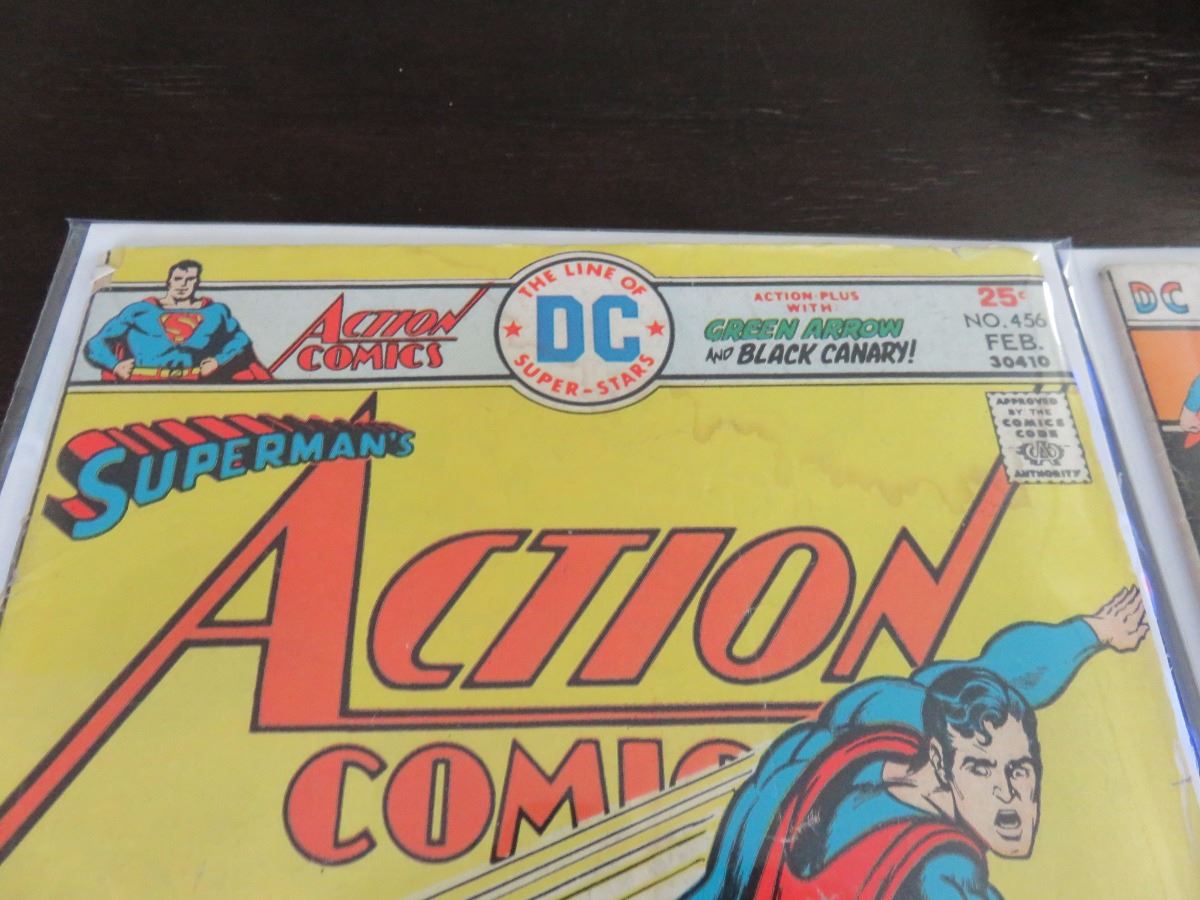 ACTION
COMICS
THE LINE OF
DC
SUPER-STARS
ACTION-PLUS
WITH:
GREEN ARROW
AND BLACK CANARY!
25¢
NO. 456
FEB.
30410
APPROVED
BY THE
COMICS
CODE
AUTHORITY
SUPERMAN'S
ACTION
COMIC
DC